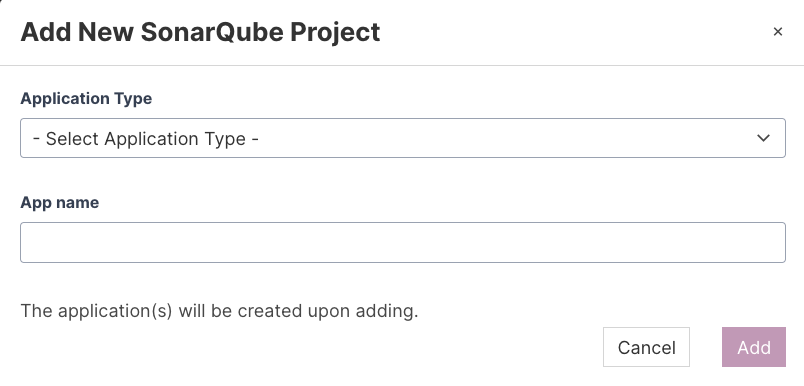 Add New SonarQube Project
×
Application Type
- Select Application Type -
App name
The application(s) will be created upon adding.
Cancel
Add